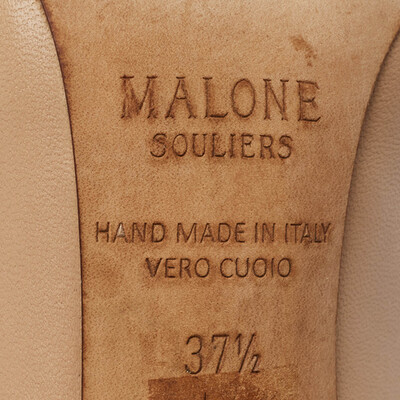 MALONE
SOULIERS
HAND MADE IN ITALY
VERO CUOIO
37½